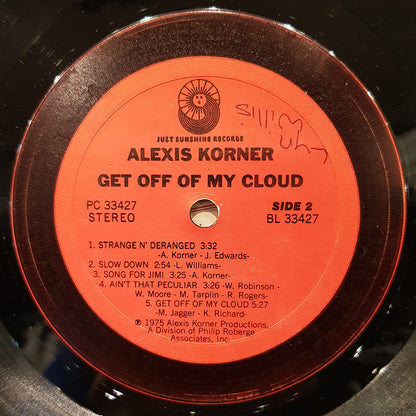 JUST SUNSHINE RECORDS
ALEXIS KORNER
GET OFF OF MY CLOUD
PC 33427
STEREO
SIDE 2
BL 33427
1. STRANGE N' DERANGED 3:32
-A. Korner - J. Edwards-
2. SLOW DOWN 2:54 -L. Williams-
3. SONG FOR JIMI 3:25 -A. Korner-
4. AIN'T THAT PECULIAR 3:26 -W. Robinson -
W. Moore - M. Tarplin - R. Rogers-
5. GET OFF OF MY CLOUD 5:27
-M. Jagger - K. Richard-
℗ 1975 Alexis Korner Productions,
A Division of Philip Roberge
Associates, Inc.